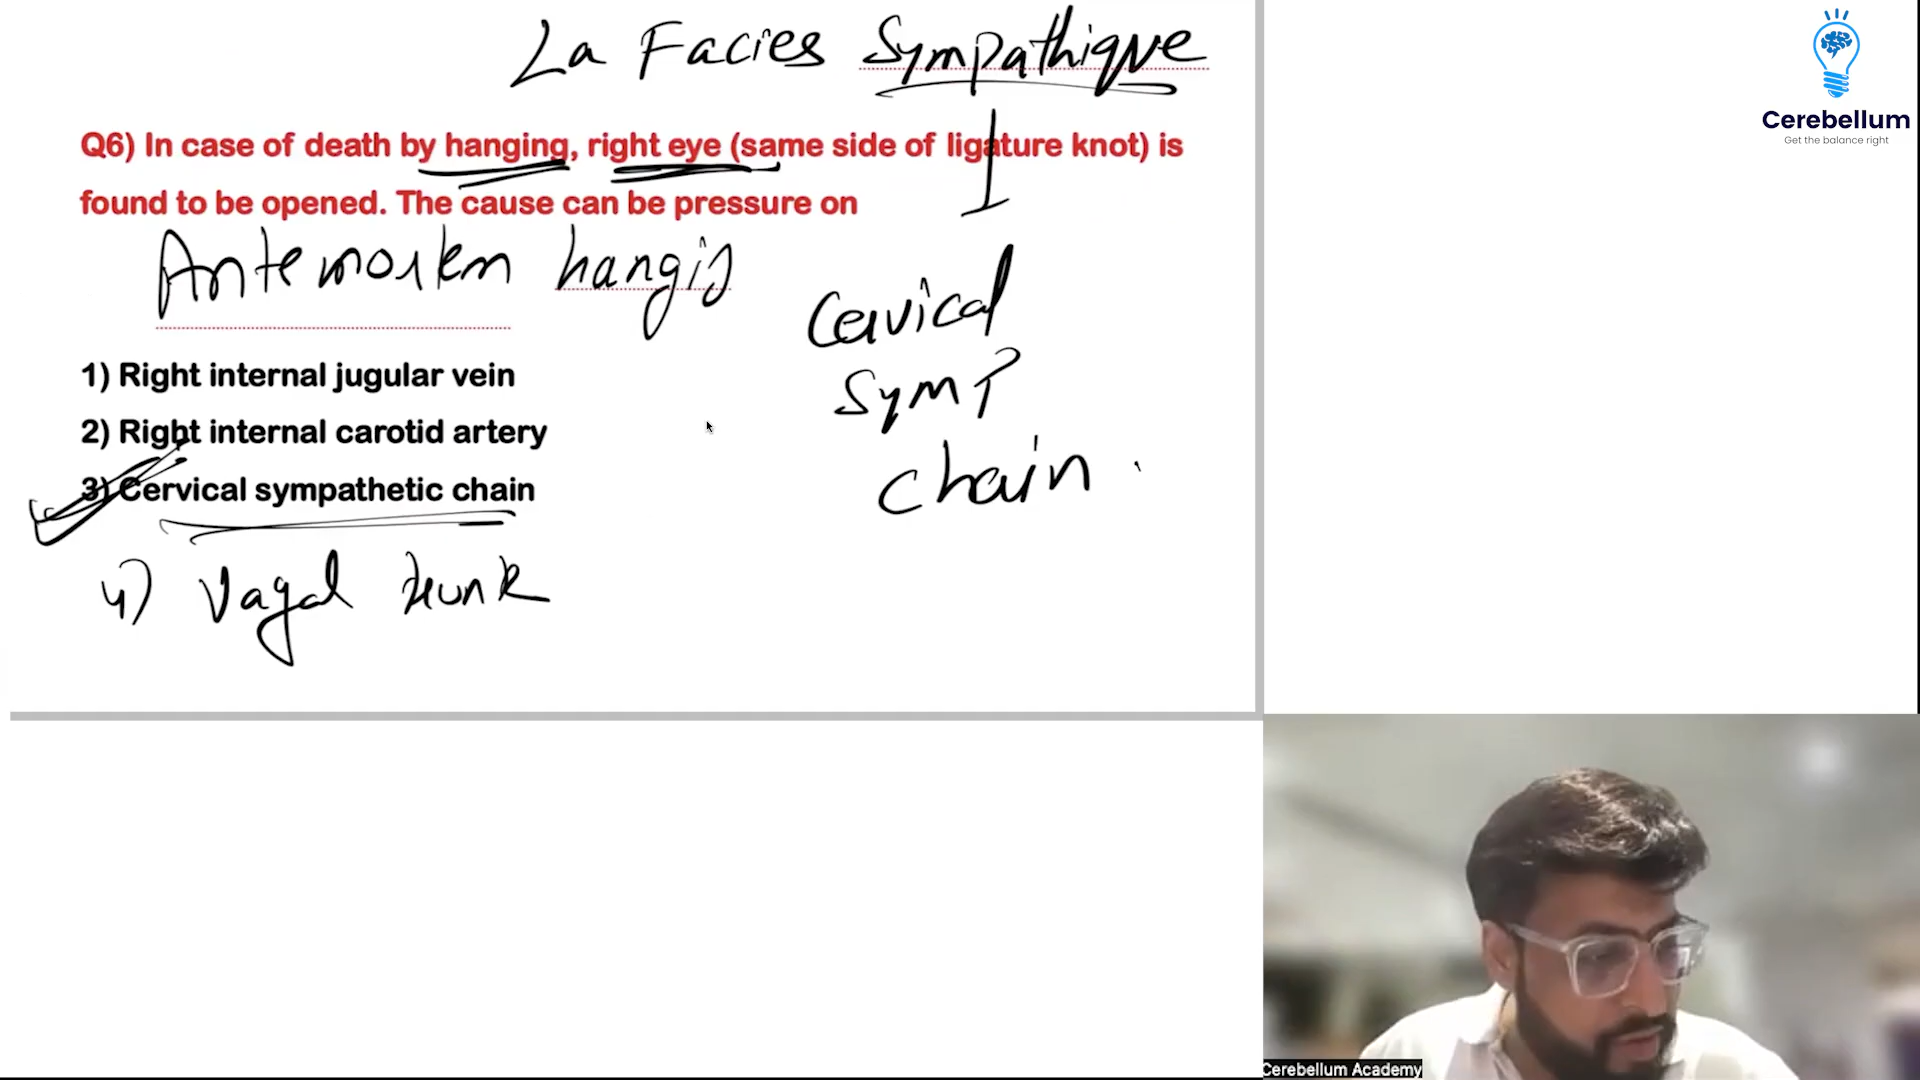 La Facies Sympathique
Q6) In case of death by hanging, right eye (same side of ligature knot) is
found to be opened. The cause can be pressure on
Antemortem hanging
Cervical
Symp
chain
1) Right internal jugular vein
2) Right internal carotid artery
3) Cervical sympathetic chain
4) Vagal trunk
Cerebellum
Get the balance right
Cerebellum Academy